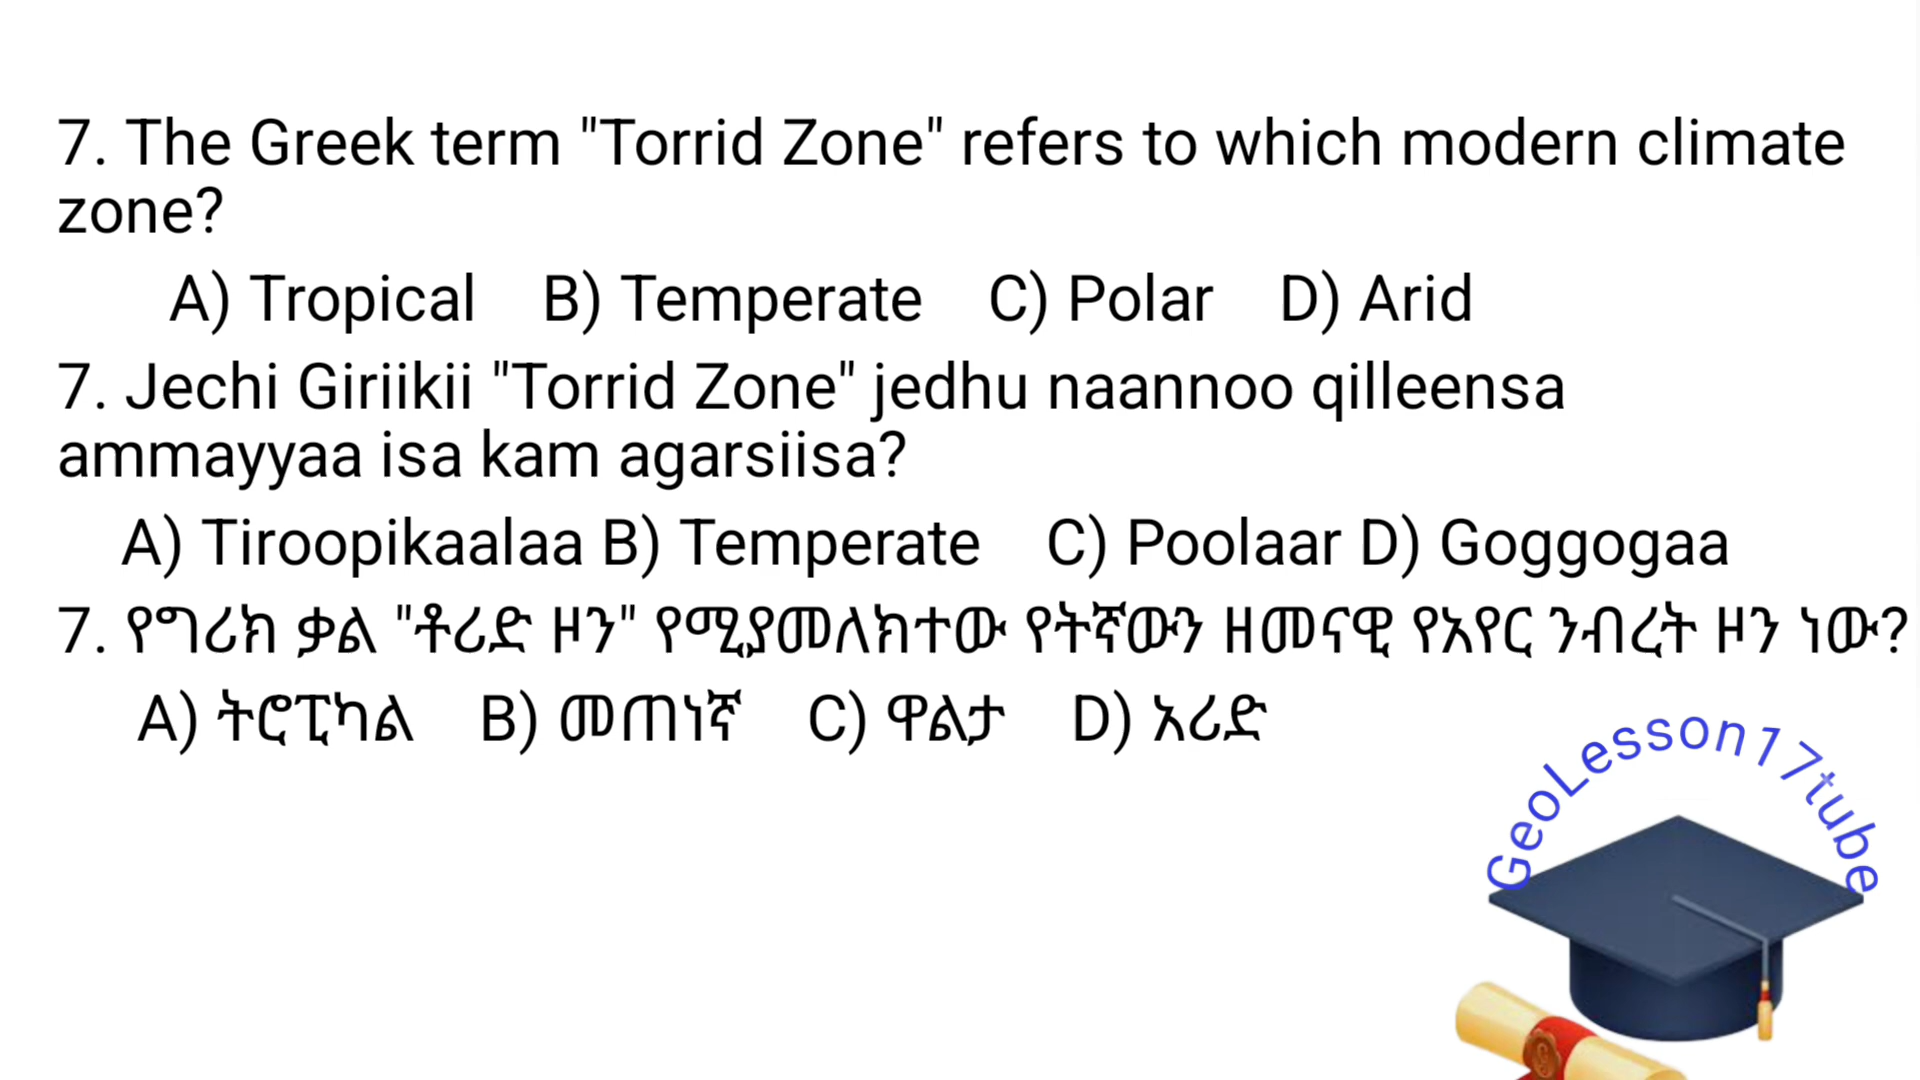 7. The Greek term "Torrid Zone" refers to which modern climate
zone?
A) Tropical B) Temperate C) Polar D) Arid
7. Jechi Giriikii "Torrid Zone" jedhu naannoo qilleensa
ammayyaa isa kam agarsiisa?
A) Tiroopikaalaa B) Temperate C) Poolaar D) Goggogaa
7. የግሪክ ቃል "ቶሪድ ዞን" የሚያመለክተው የትኛውን ዘመናዊ የአየር ንብረት ዞን ነው?
A) ትሮፒካል B) መጠነኛ C) ዋልታ D) አሪድ
GeoLesson17tube